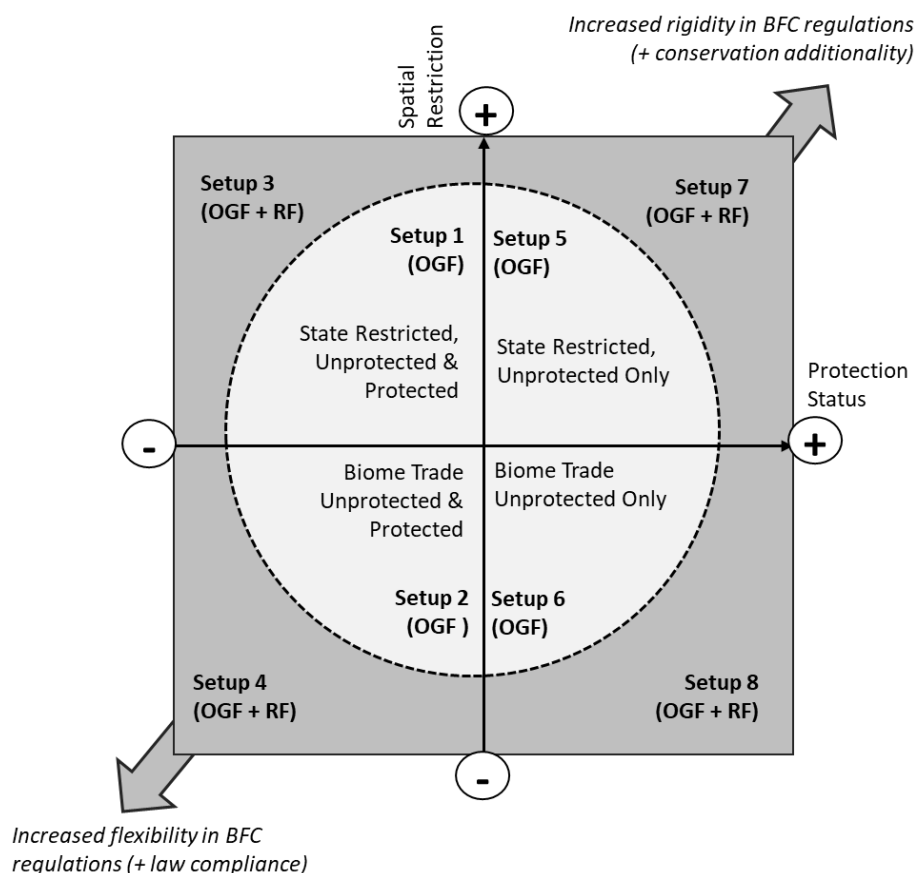 Increased rigidity in BFC regulations
(+ conservation additionality)
Spatial
Restriction
+
Setup 3
(OGF + RF)
Setup 7
(OGF + RF)
Setup 1
(OGF)
Setup 5
(OGF)
State Restricted,
Unprotected &
Protected
State Restricted,
Unprotected Only
Protection
Status
-
+
Biome Trade
Unprotected &
Protected
Biome Trade
Unprotected Only
Setup 2
(OGF )
Setup 6
(OGF)
Setup 4
(OGF + RF)
Setup 8
(OGF + RF)
-
Increased flexibility in BFC
regulations (+ law compliance)